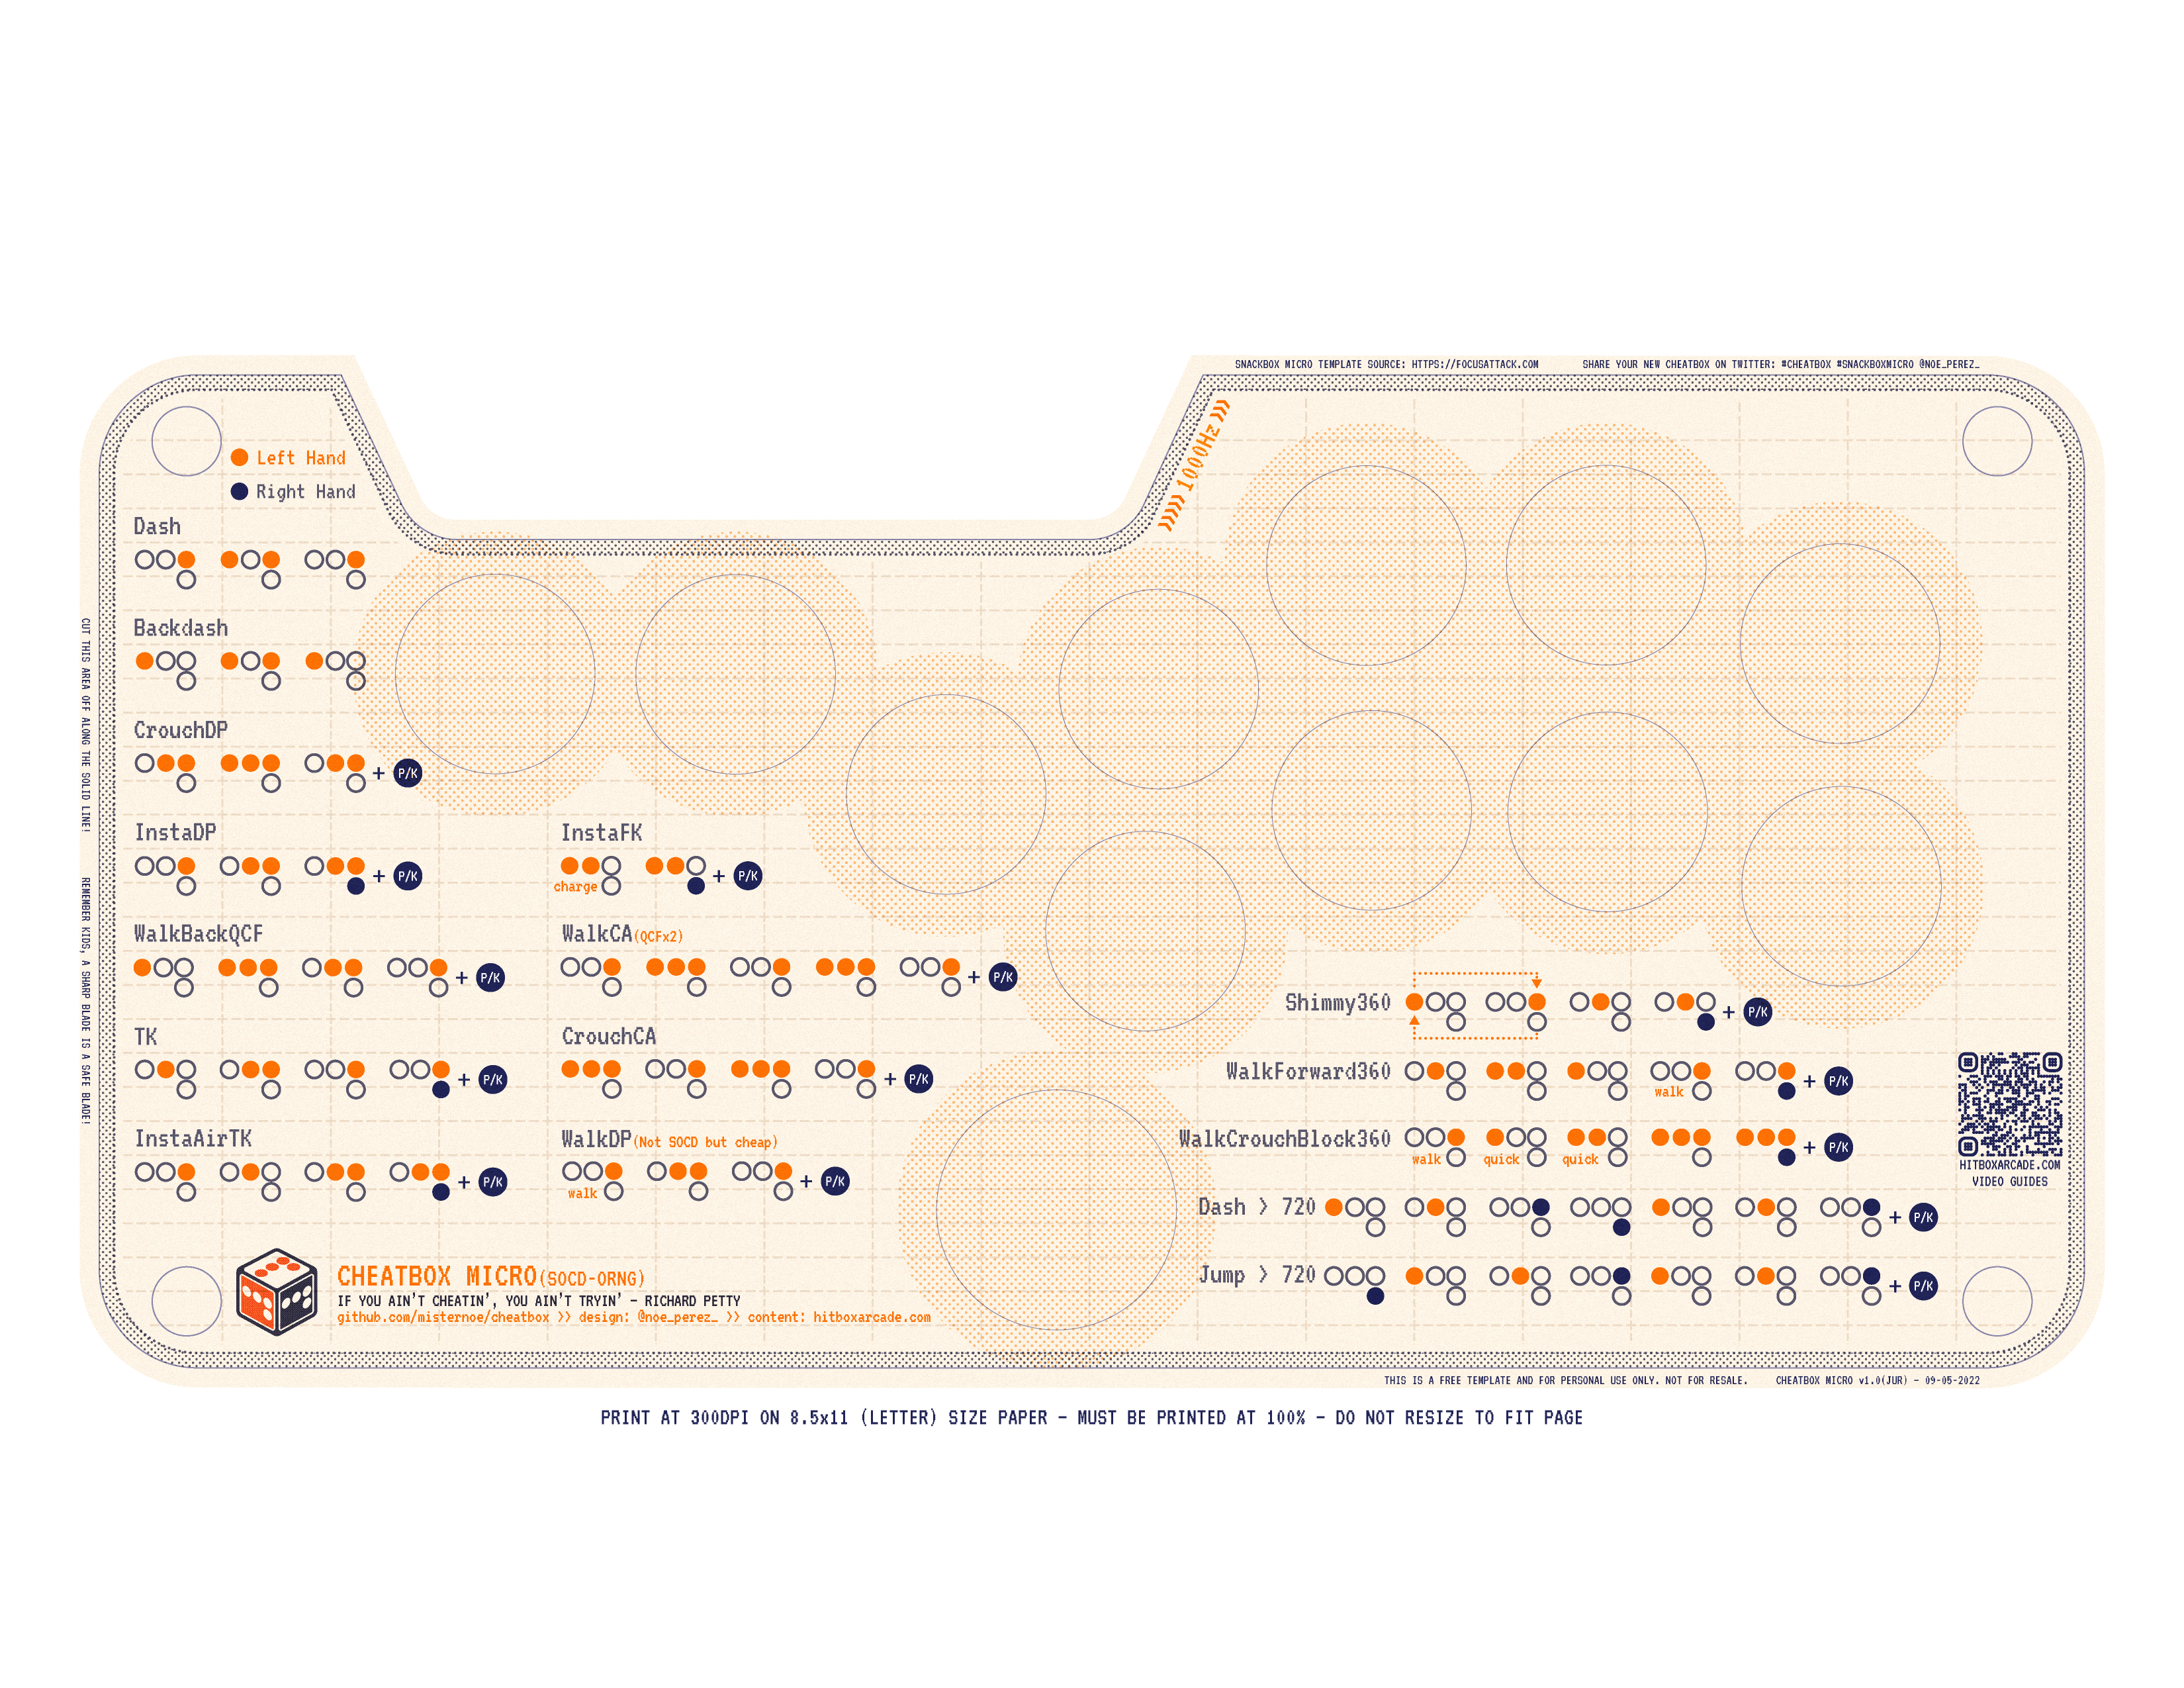 SNACKBOX MICRO TEMPLATE SOURCE: HTTPS://FOCUSATTACK.COM
SHARE YOUR NEW CHEATBOX ON TWITTER: #CHEATBOX #SNACKBOXMICRO @NOE_PEREZ_
››››› 1000Hz ›››
Left Hand
Right Hand
Dash
Backdash
CrouchDP
+ P/K
InstaDP
+ P/K
InstaFK
charge
+ P/K
WalkBackQCF
+ P/K
WalkCA(QCFx2)
+ P/K
TK
+ P/K
CrouchCA
+ P/K
InstaAirTK
+ P/K
WalkDP(Not SOCD but cheap)
walk
+ P/K
Shimmy360
+ P/K
WalkForward360
walk
+ P/K
WalkCrouchBlock360
walk quick quick
+ P/K
Dash > 720
+ P/K
Jump > 720
+ P/K
HITBOXARCADE.COM
VIDEO GUIDES
CUT THIS AREA OFF ALONG THE SOLID LINE!
REMEMBER KIDS, A SHARP BLADE IS A SAFE BLADE!
CHEATBOX MICRO(SOCD-ORNG)
IF YOU AIN'T CHEATIN', YOU AIN'T TRYIN' - RICHARD PETTY
github.com/misternoe/cheatbox >> design: @noe_perez_ >> content: hitboxarcade.com
THIS IS A FREE TEMPLATE AND FOR PERSONAL USE ONLY. NOT FOR RESALE.
CHEATBOX MICRO v1.0(JUR) - 09-05-2022
PRINT AT 300DPI ON 8.5x11 (LETTER) SIZE PAPER - MUST BE PRINTED AT 100% - DO NOT RESIZE TO FIT PAGE